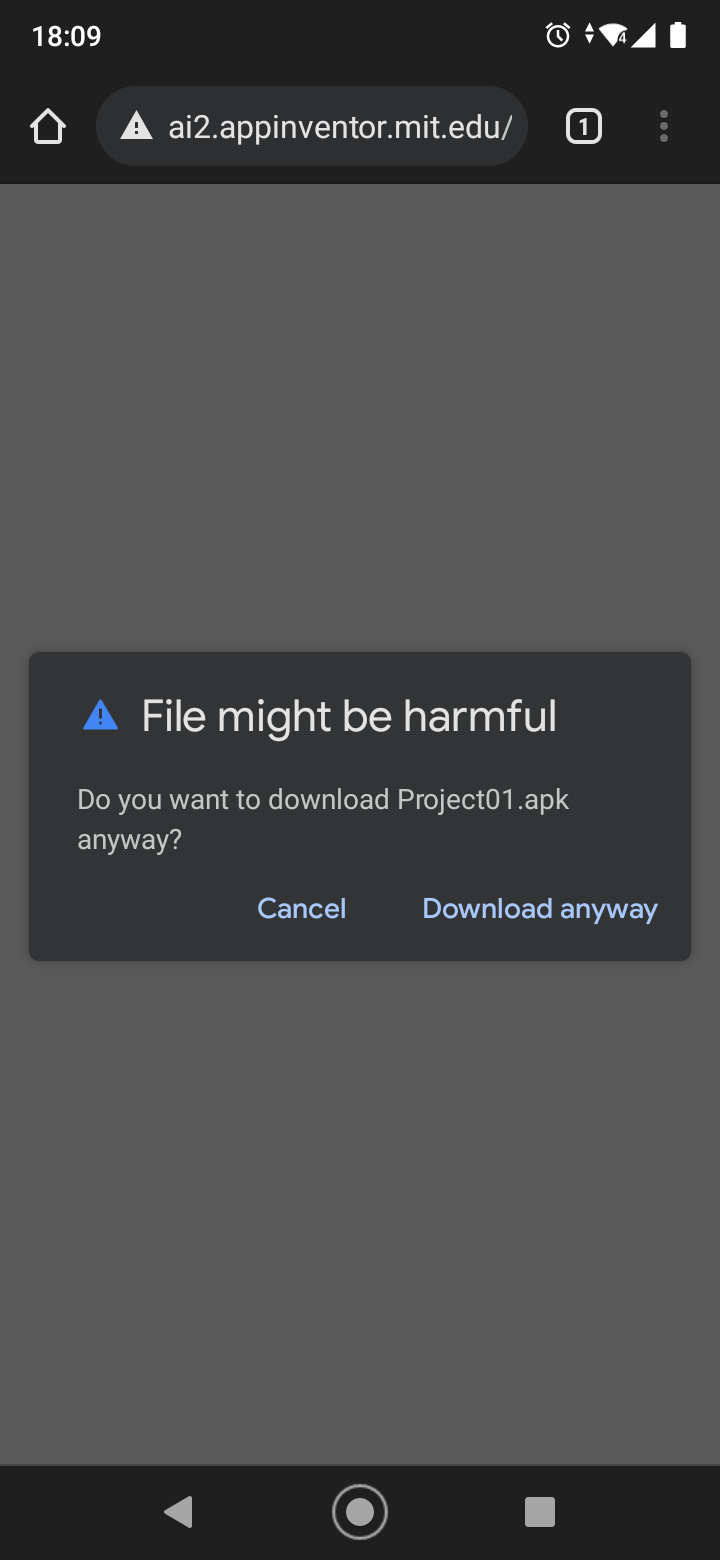 18:09
4
ai2.appinventor.mit.edu/
1
File might be harmful
Do you want to download Project01.apk
anyway?
Cancel
Download anyway